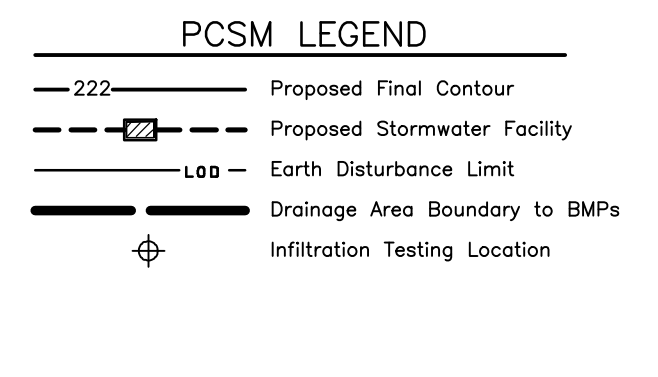 PCSM LEGEND
222 Proposed Final Contour
Proposed Stormwater Facility
LOD Earth Disturbance Limit
Drainage Area Boundary to BMPs
Infiltration Testing Location